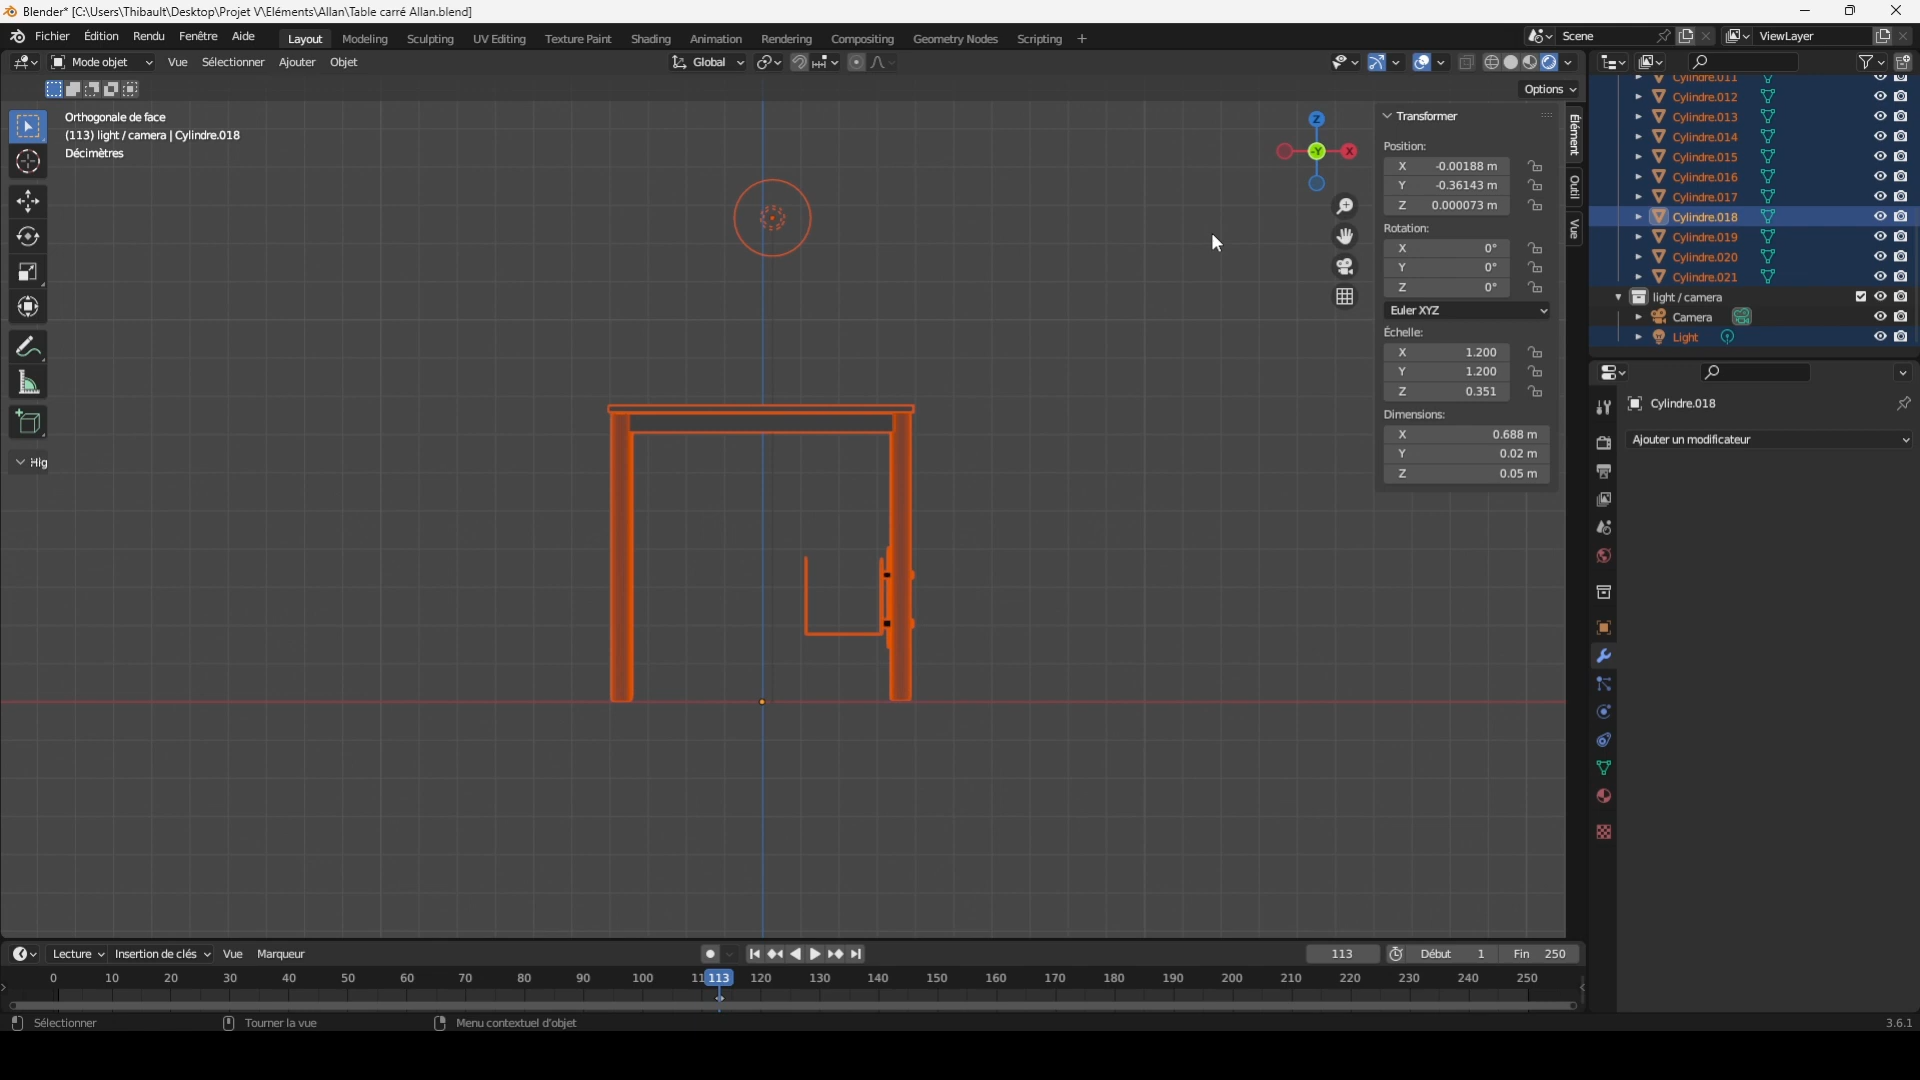 Blender* [C:\Users\Thibault\Desktop\Projet V\Eléments\Allan\Table carré Allan.blend]
Fichier Édition Rendu Fenêtre Aide Layout Modeling Sculpting UV Editing Texture Paint Shading Animation Rendering Compositing Geometry Nodes Scripting + Scene ViewLayer
Mode objet Vue Sélectionner Ajouter Objet Global
Options
Orthogonale de face
(113) light / camera | Cylindre.018
Décimètres
Hig
Z
-Y
X
Transformer
Position:
X -0.00188 m
Y -0.36143 m
Z 0.000073 m
Rotation:
X 0°
Y 0°
Z 0°
Euler XYZ
Échelle:
X 1.200
Y 1.200
Z 0.351
Dimensions:
X 0.688 m
Y 0.02 m
Z 0.05 m
Élément
Outil
Vue
Cylindre.011
Cylindre.012
Cylindre.013
Cylindre.014
Cylindre.015
Cylindre.016
Cylindre.017
Cylindre.018
Cylindre.019
Cylindre.020
Cylindre.021
light / camera
Camera
Light
Cylindre.018
Ajouter un modificateur
Lecture Insertion de clés Vue Marqueur 113 Début 1 Fin 250
0 10 20 30 40 50 60 70 80 90 100 11 113 120 130 140 150 160 170 180 190 200 210 220 230 240 250
Sélectionner Tourner la vue Menu contextuel d'objet 3.6.1